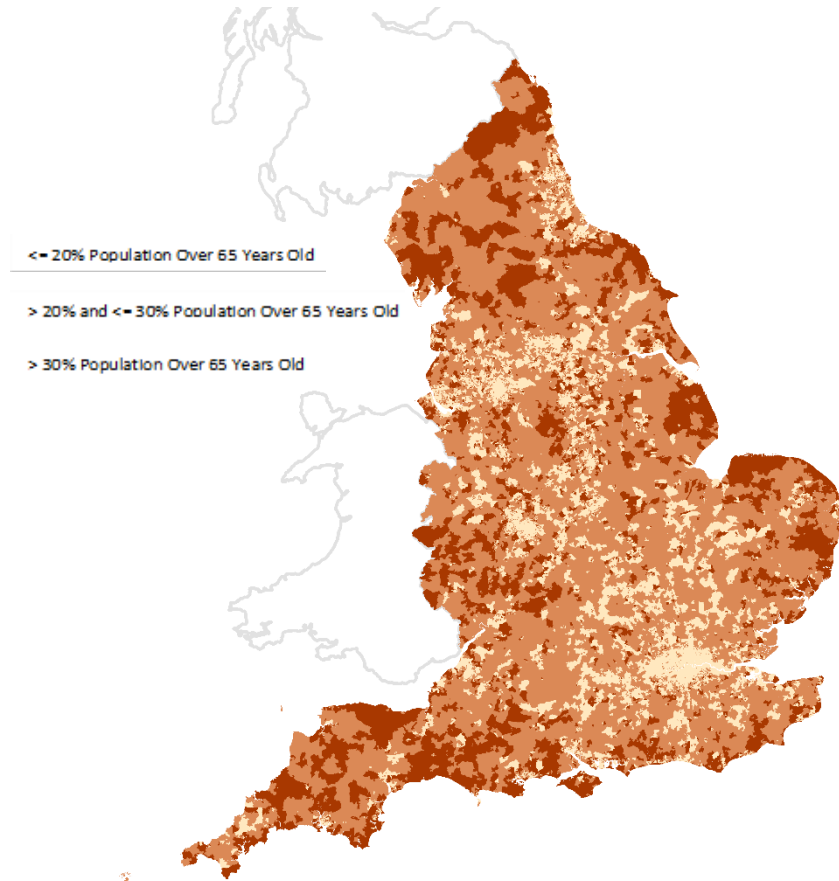 <= 20% Population Over 65 Years Old
> 20% and <= 30% Population Over 65 Years Old
> 30% Population Over 65 Years Old